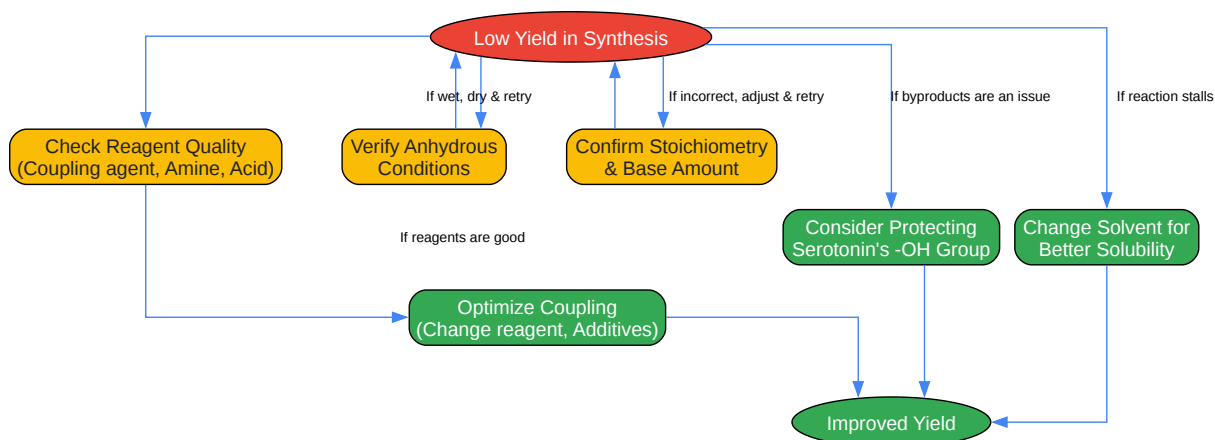 Low Yield in Synthesis
If wet, dry & retry
If incorrect, adjust & retry
If byproducts are an issue
If reaction stalls
Check Reagent Quality
(Coupling agent, Amine, Acid)
Verify Anhydrous
Conditions
Confirm Stoichiometry
& Base Amount
Consider Protecting
Serotonin's -OH Group
Change Solvent for
Better Solubility
If reagents are good
Optimize Coupling
(Change reagent, Additives)
Improved Yield